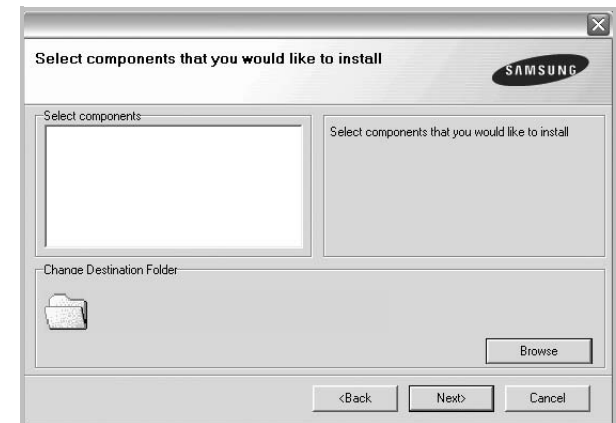 Select components that you would like to install
SAMSUNG
Select components
Select components that you would like to install
Change Destination Folder
Browse
<Back
Next>
Cancel